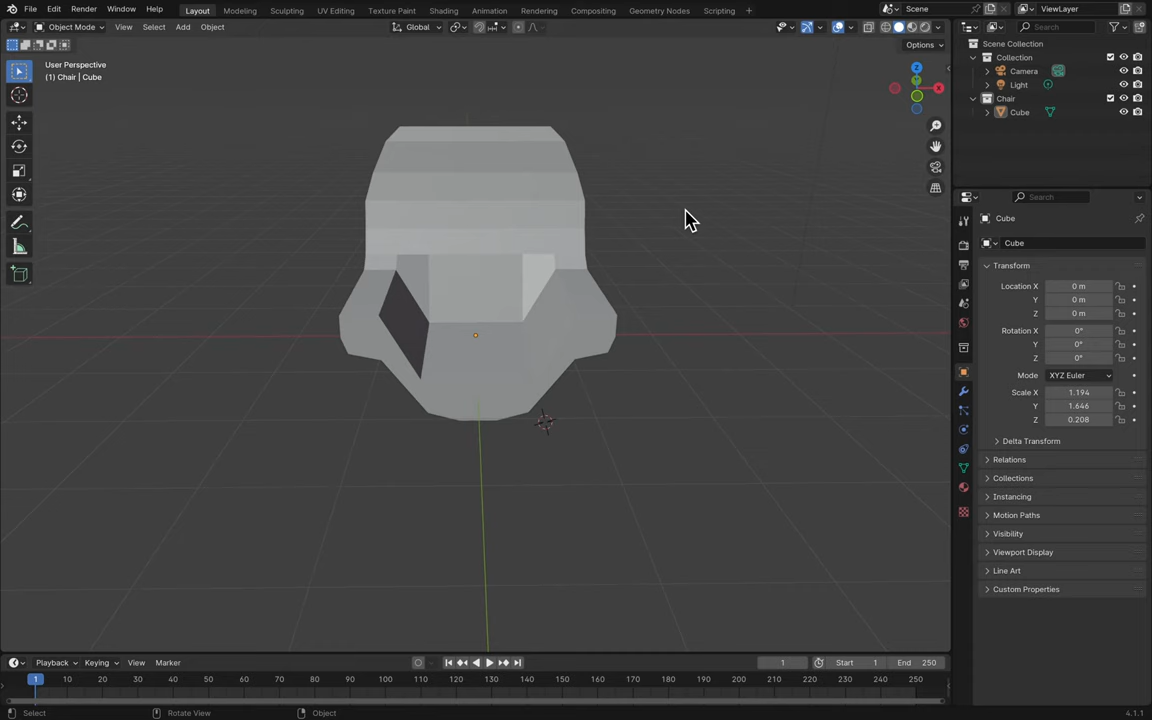 File Edit Render Window Help Layout Modeling Sculpting UV Editing Texture Paint Shading Animation Rendering Compositing Geometry Nodes Scripting + Scene ViewLayer
Object Mode View Select Add Object Global Search
Options
User Perspective
(1) Chair | Cube
Z
Y
X
Scene Collection
Collection
Camera
Light
Chair
Cube
Search
Cube
Cube
Transform
Location X 0 m
Y 0 m
Z 0 m
Rotation X 0°
Y 0°
Z 0°
Mode XYZ Euler
Scale X 1.194
Y 1.646
Z 0.208
Delta Transform
Relations
Collections
Instancing
Motion Paths
Visibility
Viewport Display
Line Art
Custom Properties
Playback Keying View Marker 1 Start 1 End 250
1 10 20 30 40 50 60 70 80 90 100 110 120 130 140 150 160 170 180 190 200 210 220 230 240 250
Select Rotate View Object 4.1.1